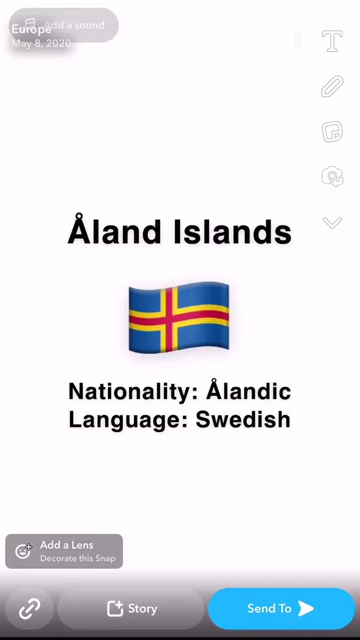 Add a sound
Europe
May 8, 2020
Åland Islands
Nationality: Ålandic
Language: Swedish
Add a Lens
Decorate this Snap
Story
Send To